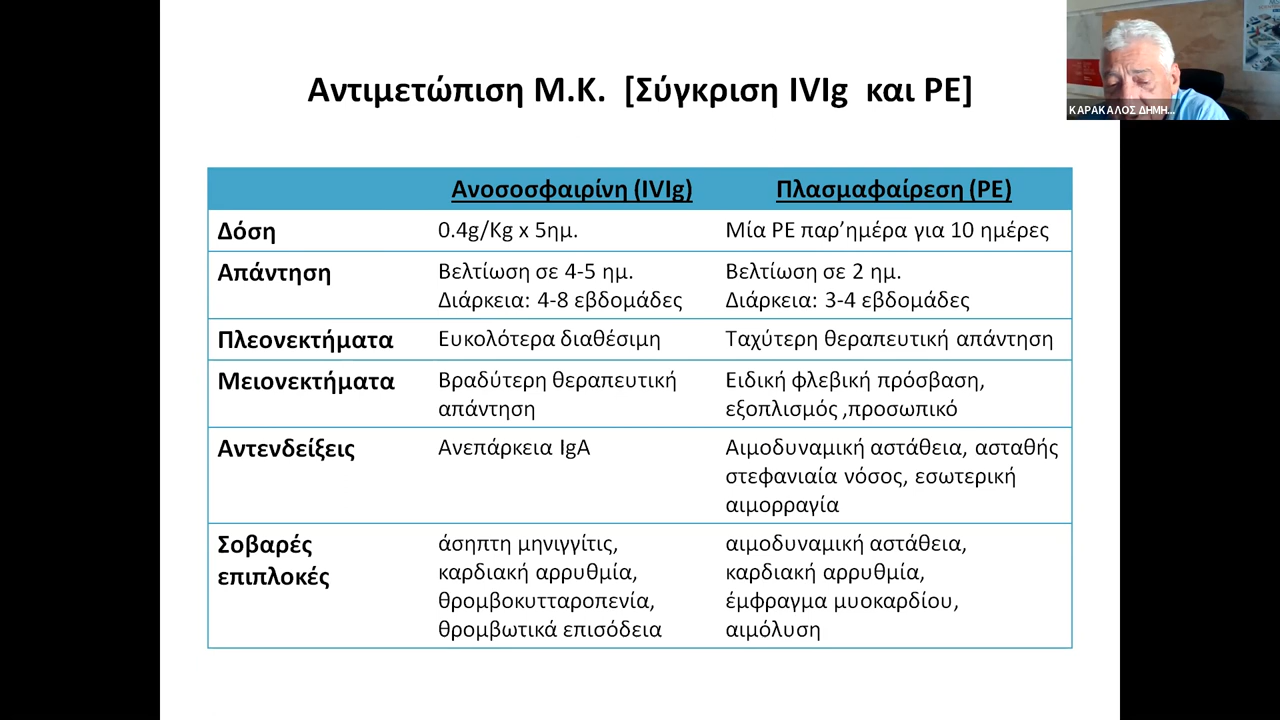 Αντιμετώπιση Μ.Κ. [Σύγκριση IVIg και PE]
ΚΑΡΑΚΑΛΟΣ ΔΗΜΗ...
Ανοσοσφαιρίνη (IVIg) Πλασμαφαίρεση (PE)
Δόση 0.4g/Kg x 5ημ. Μία PE παρ’ημέρα για 10 ημέρες
Απάντηση Βελτίωση σε 4-5 ημ. Βελτίωση σε 2 ημ.
Διάρκεια: 4-8 εβδομάδες Διάρκεια: 3-4 εβδομάδες
Πλεονεκτήματα Ευκολότερα διαθέσιμη Ταχύτερη θεραπευτική απάντηση
Μειονεκτήματα Βραδύτερη θεραπευτική Ειδική φλεβική πρόσβαση,
απάντηση εξοπλισμός ,προσωπικό
Αντενδείξεις Ανεπάρκεια IgA Αιμοδυναμική αστάθεια, ασταθής
στεφανιαία νόσος, εσωτερική
αιμορραγία
Σοβαρές άσηπτη μηνιγγίτις, αιμοδυναμική αστάθεια,
επιπλοκές καρδιακή αρρυθμία, καρδιακή αρρυθμία,
θρομβοκυτταροπενία, έμφραγμα μυοκαρδίου,
θρομβωτικά επισόδεια αιμόλυση